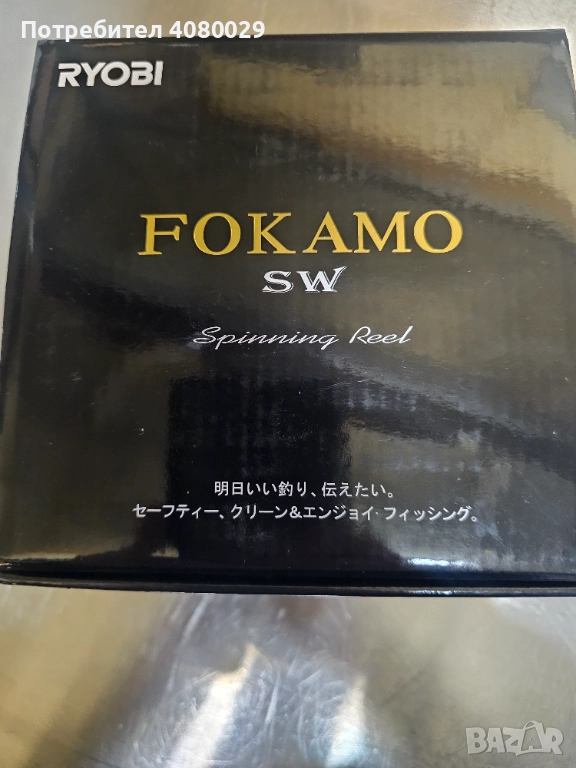 Потребител 4080029
RYOBI
FOKAMO
SW
Spinning Reel
明日いい釣り、伝えたい。
セーフティー、クリーン&エンジョイ・フィッシング。
BAZAR